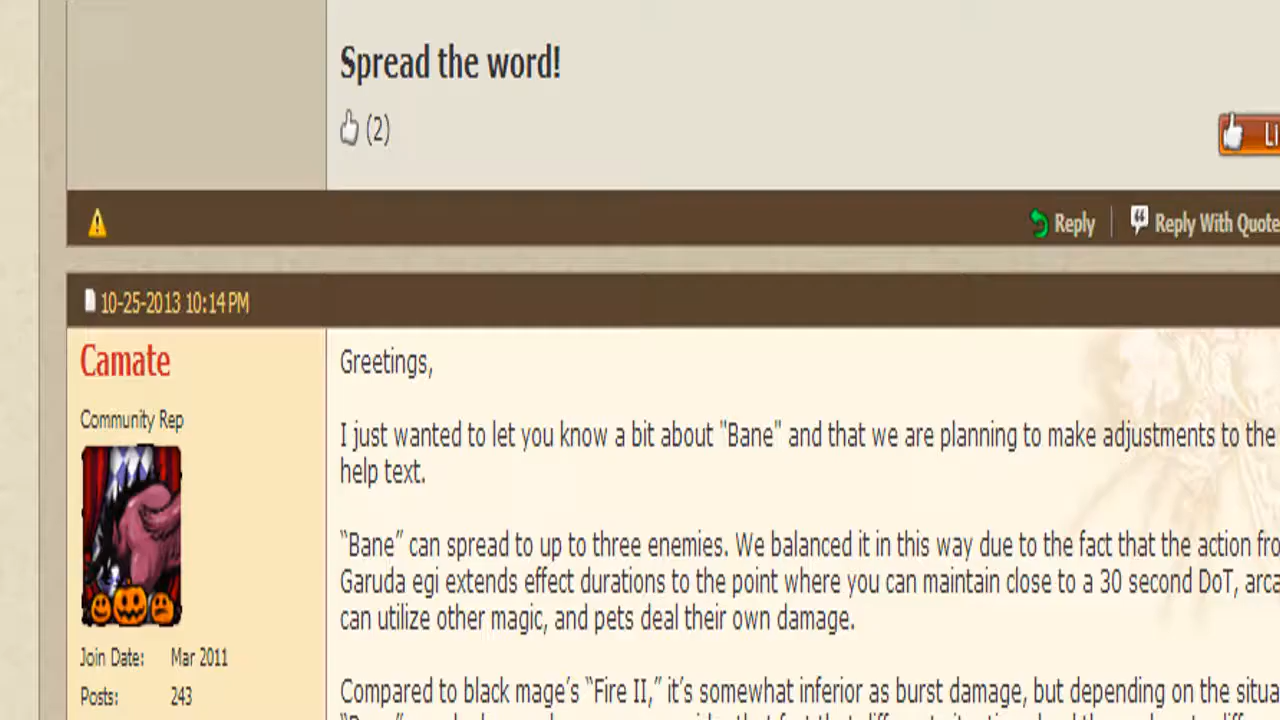 Spread the word!
(2)
Reply
Reply With Quote
10-25-2013 10:14 PM
Camate
Community Rep
Join Date: Mar 2011
Posts: 243
Greetings,
I just wanted to let you know a bit about "Bane" and that we are planning to make adjustments to the
help text.
“Bane” can spread to up to three enemies. We balanced it in this way due to the fact that the action
Garuda egi extends effect durations to the point where you can maintain close to a 30 second DoT,
can utilize other magic, and pets deal their own damage.
Compared to black mage’s “Fire II,” it’s somewhat inferior as burst damage, but depending on the